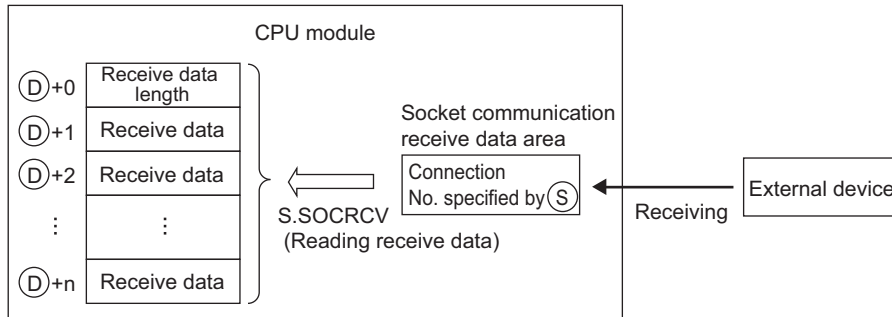 CPU module
D+0 Receive data length
D+1 Receive data
D+2 Receive data
⋮ ⋮
D+n Receive data
S.SOCRCV
(Reading receive data)
Socket communication
receive data area
Connection
No. specified by S
Receiving
External device